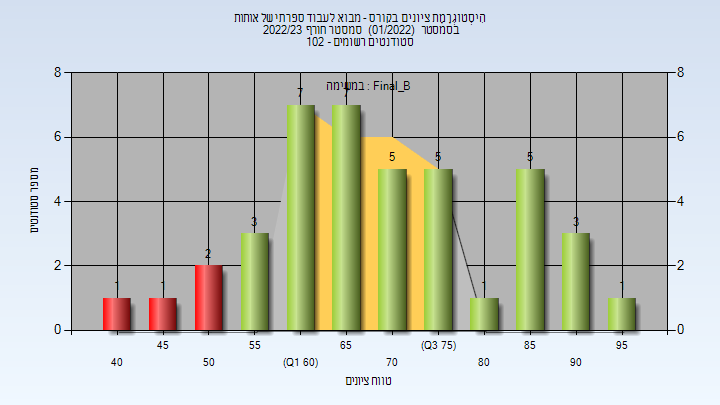 היסטוגרמת ציונים בקורס - מבוא לעבוד ספרתי של אותות
בסמסטר (01/2022) סמסטר חורף 2022/23
סטודנטים רשומים - 102
במשימה : Final_B
מספר סטודנטים
8 8
6 6
4 4
2 2
0 0
1 1 2 3 7 7 5 5 1 5 3 1
45 55 65 (Q3 75) 85 95
40 50 (Q1 60) 70 80 90
טווח ציונים